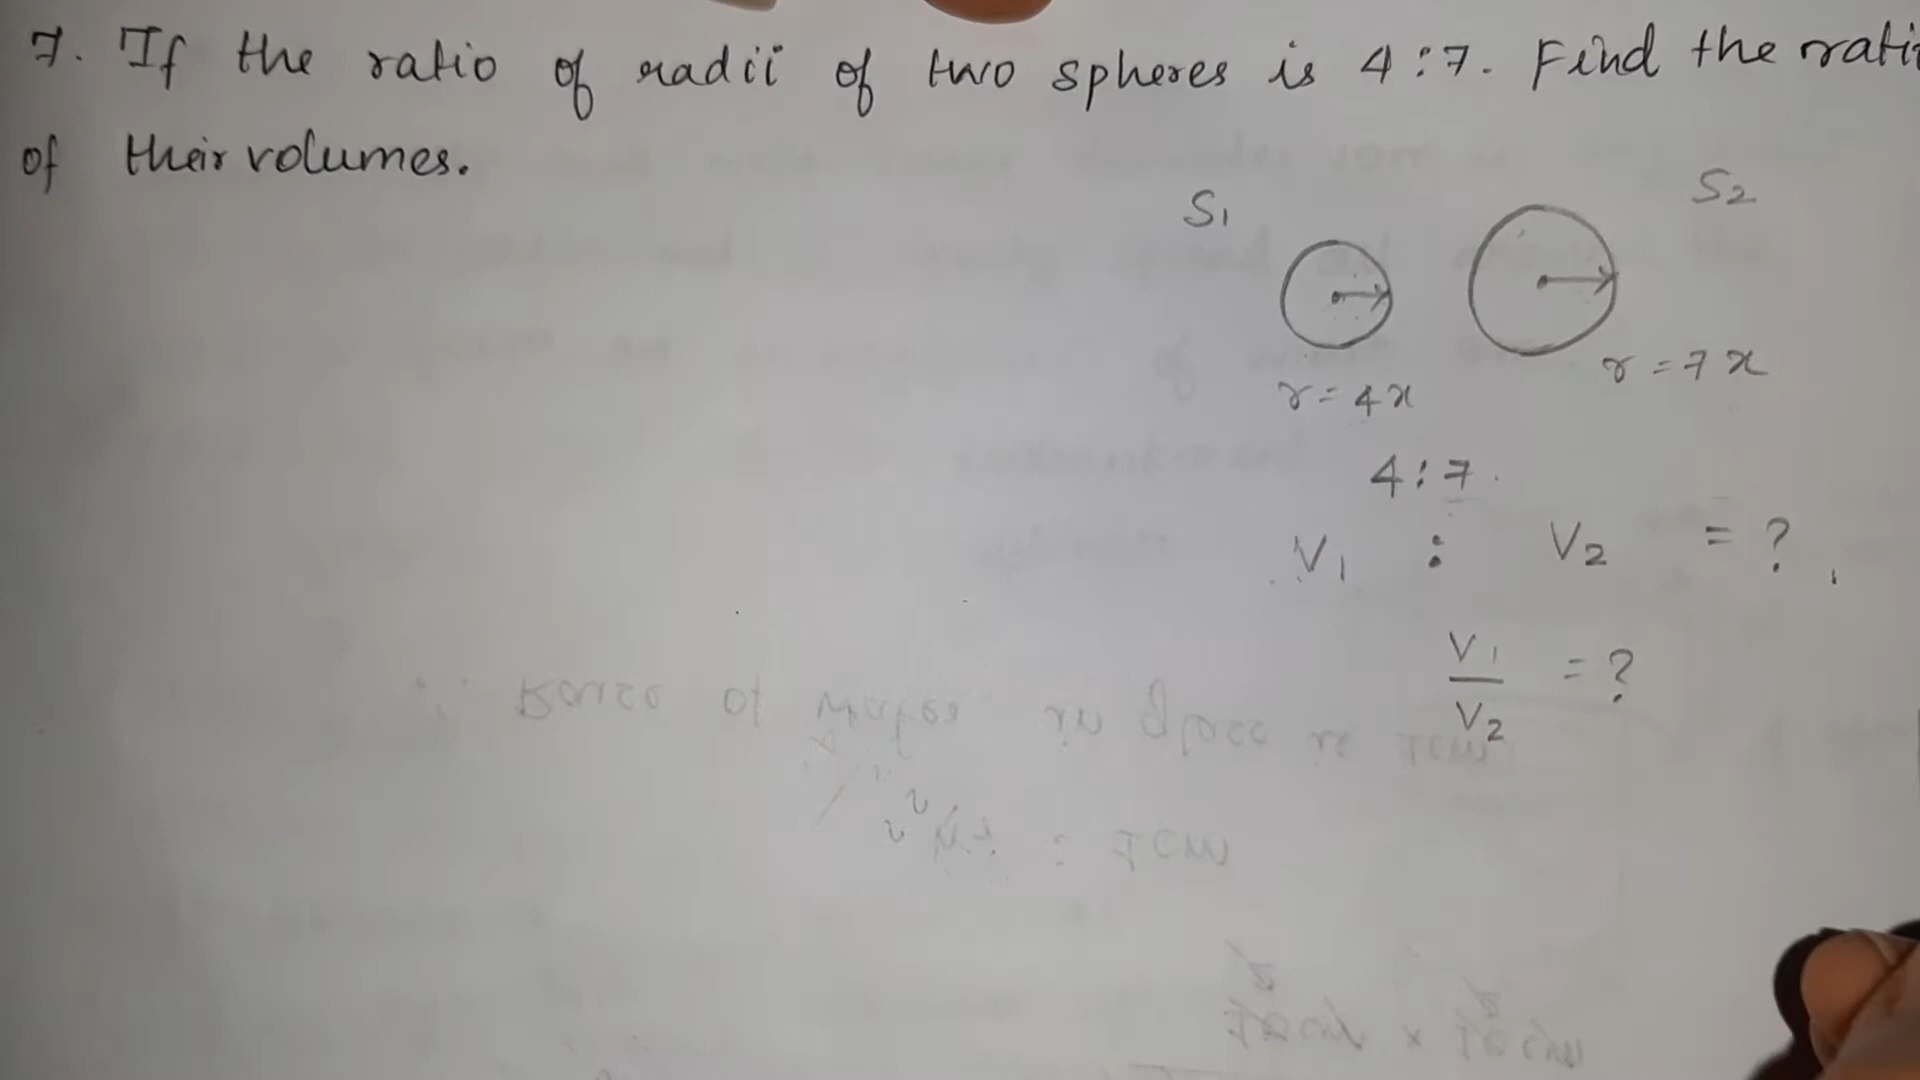 7. If the ratio of radii of two spheres is 4:7. Find the rati
of their volumes.
S1 S2
r=4x r=7x
4:7.
V1 : V2 = ?
V1/V2 = ?